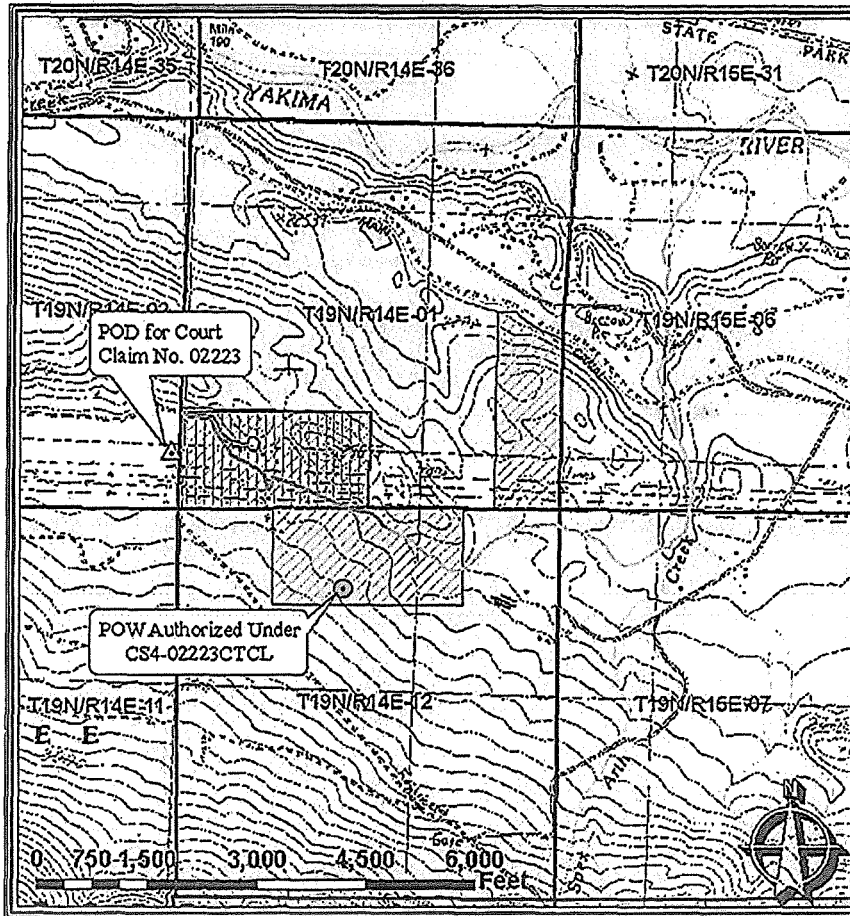 Mile
190
STATE
PARK
T20N/R14E-35
T20N/R14E-36
T20N/R15E-31
YAKIMA
RIVER
T19N/R14E-01
T19N/R15E-06
POD for Court
Claim No. 02223
Creek
POW Authorized Under
CS4-02223CTCL
T19N/R14E-11
T19N/R14E-12
T19N/R15E-07
E E
N
0 750 1,500 3,000 4,500 6,000
Feet